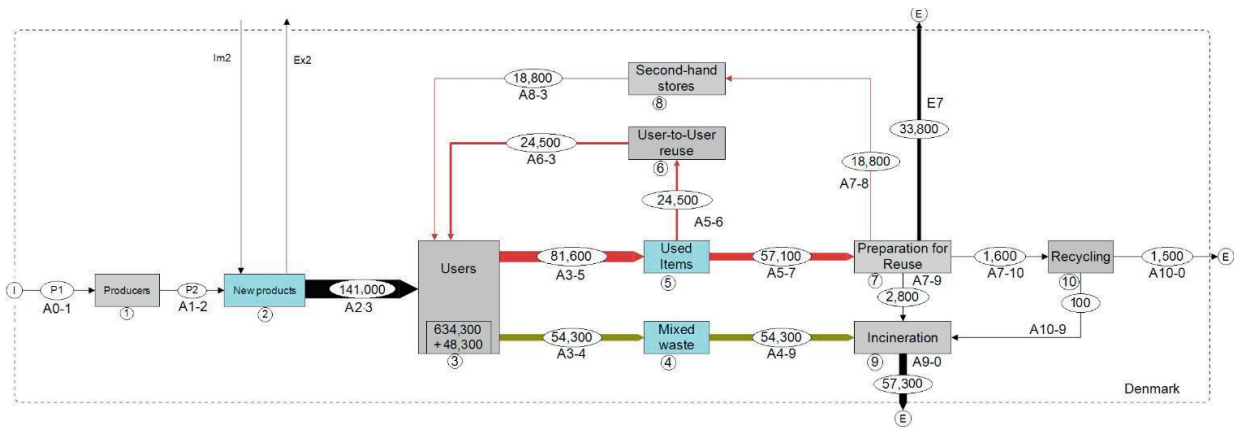 E
Im2
Ex2
18,800
A8-3
Second-hand
stores
8
E7
33,800
24,500
A6-3
User-to-User
reuse
6
18,800
A7-8
24,500
A5-6
Users
81,600
A3-5
Used
Items
5
57,100
A5-7
Preparation for
Reuse
7
A7-9
1,600
A7-10
Recycling
10
1,500
A10-0
E
I
P1
A0-1
Producers
1
P2
A1-2
New products
2
141,000
A2-3
2,800
100
634,300
+48,300
3
54,300
A3-4
Mixed
waste
4
54,300
A4-9
Incineration
9
A9-0
A10-9
57,300
E
Denmark